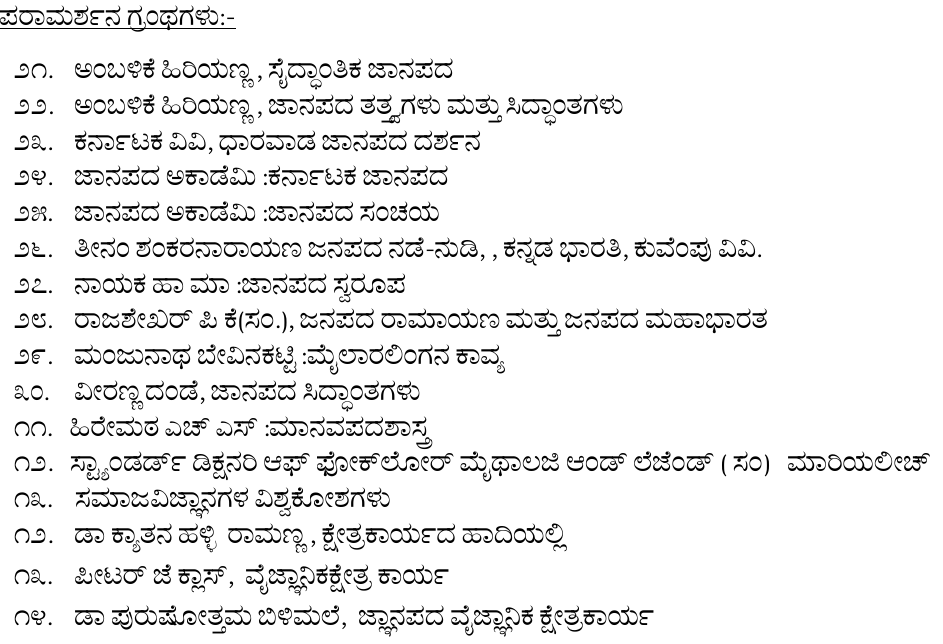 ಪರಾಮರ್ಶನ ಗ್ರಂಥಗಳು:-
೨೧. ಅಂಬಳಿಕೆ ಹಿರಿಯಣ್ಣ , ಸೈದ್ಧಾಂತಿಕ ಜಾನಪದ
೨೨. ಅಂಬಳಿಕೆ ಹಿರಿಯಣ್ಣ , ಜಾನಪದ ತತ್ತ್ವಗಳು ಮತ್ತು ಸಿದ್ಧಾಂತಗಳು
೨೩. ಕರ್ನಾಟಕ ವಿವಿ, ಧಾರವಾಡ ಜಾನಪದ ದರ್ಶನ
೨೪. ಜಾನಪದ ಅಕಾಡೆಮಿ :ಕರ್ನಾಟಕ ಜಾನಪದ
೨೫. ಜಾನಪದ ಅಕಾಡೆಮಿ :ಜಾನಪದ ಸಂಚಯ
೨೬. ತೀನಂ ಶಂಕರನಾರಾಯಣ ಜನಪದ ನಡೆ-ನುಡಿ, , ಕನ್ನಡ ಭಾರತಿ, ಕುವೆಂಪು ವಿವಿ.
೨೭. ನಾಯಕ ಹಾ ಮಾ :ಜಾನಪದ ಸ್ವರೂಪ
೨೮. ರಾಜಶೇಖರ್ ಪಿ ಕೆ(ಸಂ.), ಜನಪದ ರಾಮಾಯಣ ಮತ್ತು ಜನಪದ ಮಹಾಭಾರತ
೨೯. ಮಂಜುನಾಥ ಬೇವಿನಕಟ್ಟಿ :ಮೈಲಾರಲಿಂಗನ ಕಾವ್ಯ
೩೦. ವೀರಣ್ಣ ದಂಡೆ, ಜಾನಪದ ಸಿದ್ಧಾಂತಗಳು
೧೧. ಹಿರೇಮಠ ಎಚ್ ಎಸ್ :ಮಾನವಪದಶಾಸ್ತ್ರ
೧೨. ಸ್ಟ್ಯಾಂಡರ್ಡ್ ಡಿಕ್ಷನರಿ ಆಫ್ ಫೋಕ್‌ಲೋರ್ ಮೈಥಾಲಜಿ ಆಂಡ್ ಲೆಜೆಂಡ್ ( ಸಂ) ಮಾರಿಯಲೀಚ್
೧೩. ಸಮಾಜವಿಜ್ಞಾನಗಳ ವಿಶ್ವಕೋಶಗಳು
೧೨. ಡಾ ಕ್ಯಾತನ ಹಳ್ಳಿ ರಾಮಣ್ಣ , ಕ್ಷೇತ್ರಕಾರ್ಯದ ಹಾದಿಯಲ್ಲಿ
೧೩. ಪೀಟರ್ ಜೆ ಕ್ಲಾಸ್, ವೈಜ್ಞಾನಿಕಕ್ಷೇತ್ರ ಕಾರ್ಯ
೧೪. ಡಾ ಪುರುಷೋತ್ತಮ ಬಿಳಿಮಲೆ, ಜ್ಞಾನಪದ ವೈಜ್ಞಾನಿಕ ಕ್ಷೇತ್ರಕಾರ್ಯ